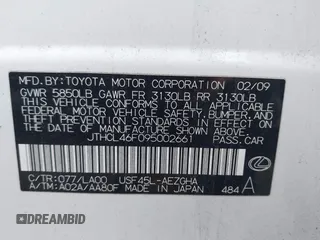 MFD.BY:TOYOTA MOTOR CORPORATION 02/09
GVWR 5850LB GAWR FR 3130LB RR 3130LB
THIS VEHICLE CONFORMS TO ALL APPLICABLE
FEDERAL MOTOR VEHICLE SAFETY, BUMPER, AND
THEFT PREVENTION STANDARDS IN EFFECT ON
THE DATE OF MANUFACTURE SHOWN ABOVE.
JTHCL46F095002661 PASS.CAR
C/TR:077/LA00 USF45L-AEZGHA
A/TM:A02A/AA80F MADE IN JAPAN 484 A